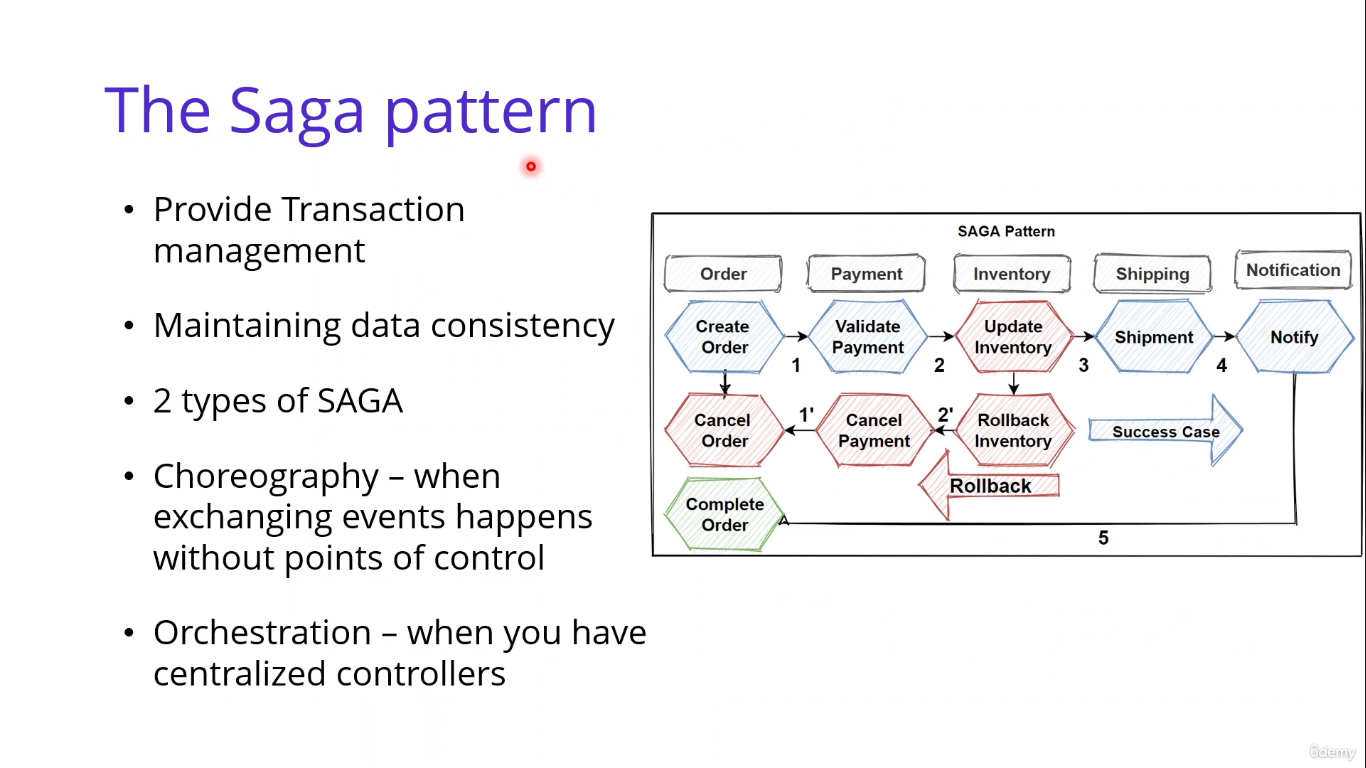 The Saga pattern
• Provide Transaction
management
• Maintaining data consistency
• 2 types of SAGA
• Choreography – when
exchanging events happens
without points of control
• Orchestration – when you have
centralized controllers
SAGA Pattern
Order
Payment
Inventory
Shipping
Notification
Create
Order
1
Validate
Payment
2
Update
Inventory
3
Shipment
4
Notify
Cancel
Order
1'
Cancel
Payment
2'
Rollback
Inventory
Success Case
Rollback
Complete
Order
5
ûdemy